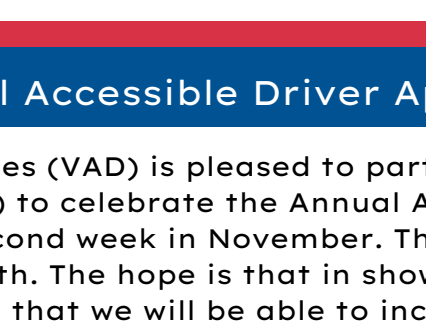 l Accessible Driver Ap
es (VAD) is pleased to part
) to celebrate the Annual A
cond week in November. Th
th. The hope is that in show
that we will be able to inc